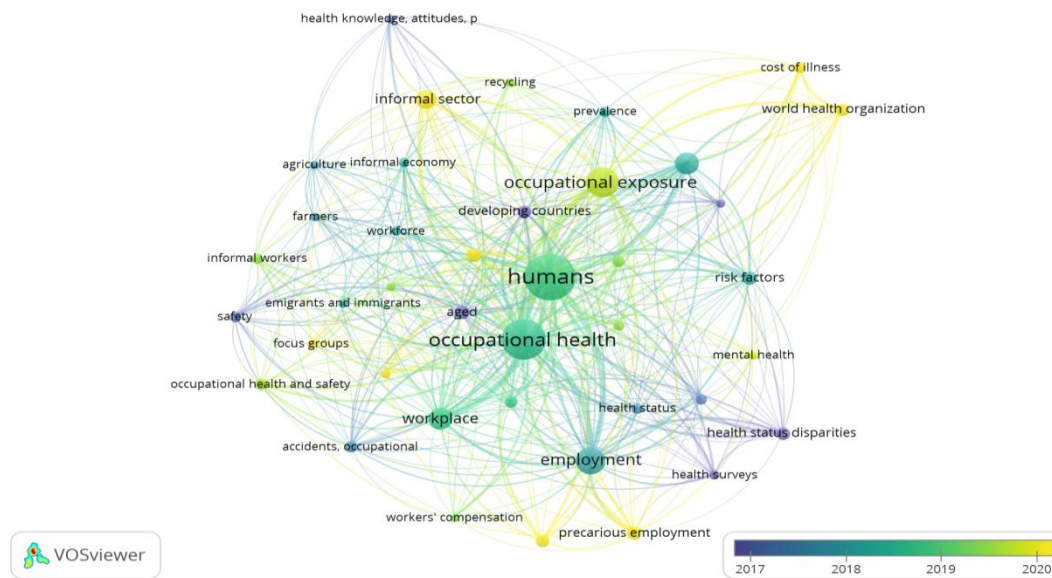 health knowledge, attitudes, p
cost of illness
recycling
informal sector
world health organization
prevalence
agriculture
informal economy
occupational exposure
developing countries
farmers
workforce
informal workers
humans
risk factors
emigrants and immigrants
aged
safety
occupational health
focus groups
mental health
occupational health and safety
health status
workplace
health status disparities
accidents, occupational
employment
health surveys
workers' compensation
precarious employment
VOSviewer
2017 2018 2019 2020